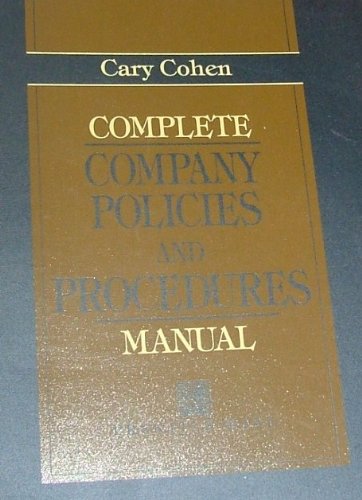 Cary Cohen
COMPLETE
COMPANY
POLICIES
AND
PROCEDURES
MANUAL